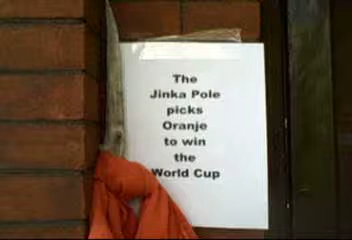 The
Jinka Pole
picks
Oranje
to win
the
World Cup